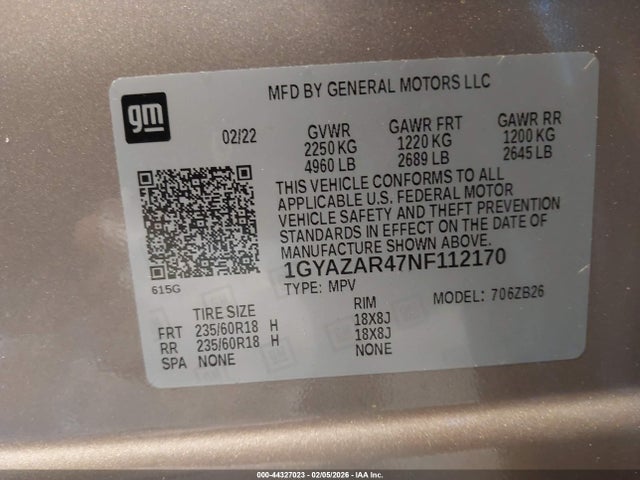 MFD BY GENERAL MOTORS LLC
gm
02/22
GVWR GAWR FRT GAWR RR
2250 KG 1220 KG 1200 KG
4960 LB 2689 LB 2645 LB
THIS VEHICLE CONFORMS TO ALL
APPLICABLE U.S. FEDERAL MOTOR
VEHICLE SAFETY AND THEFT PREVENTION
STANDARDS IN EFFECT ON THE DATE OF
MANUFACTURE SHOWN ABOVE.
1GYAZAR47NF112170
615G
TYPE: MPV MODEL: 706ZB26
TIRE SIZE RIM
FRT 235/60R18 H 18X8J
RR 235/60R18 H 18X8J
SPA NONE NONE
000-44327023 - 02/05/2026 - IAA Inc.